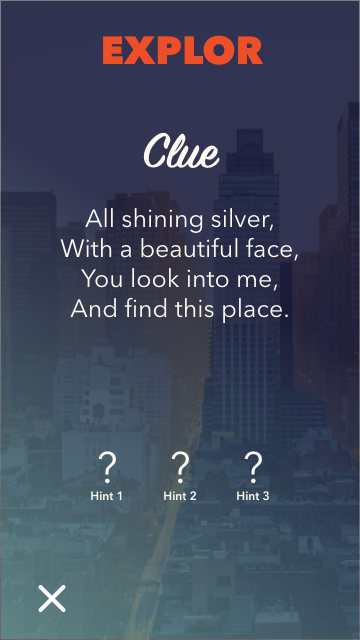 EXPLOR
Clue
All shining silver,
With a beautiful face,
You look into me,
And find this place.
? ? ?
Hint 1 Hint 2 Hint 3